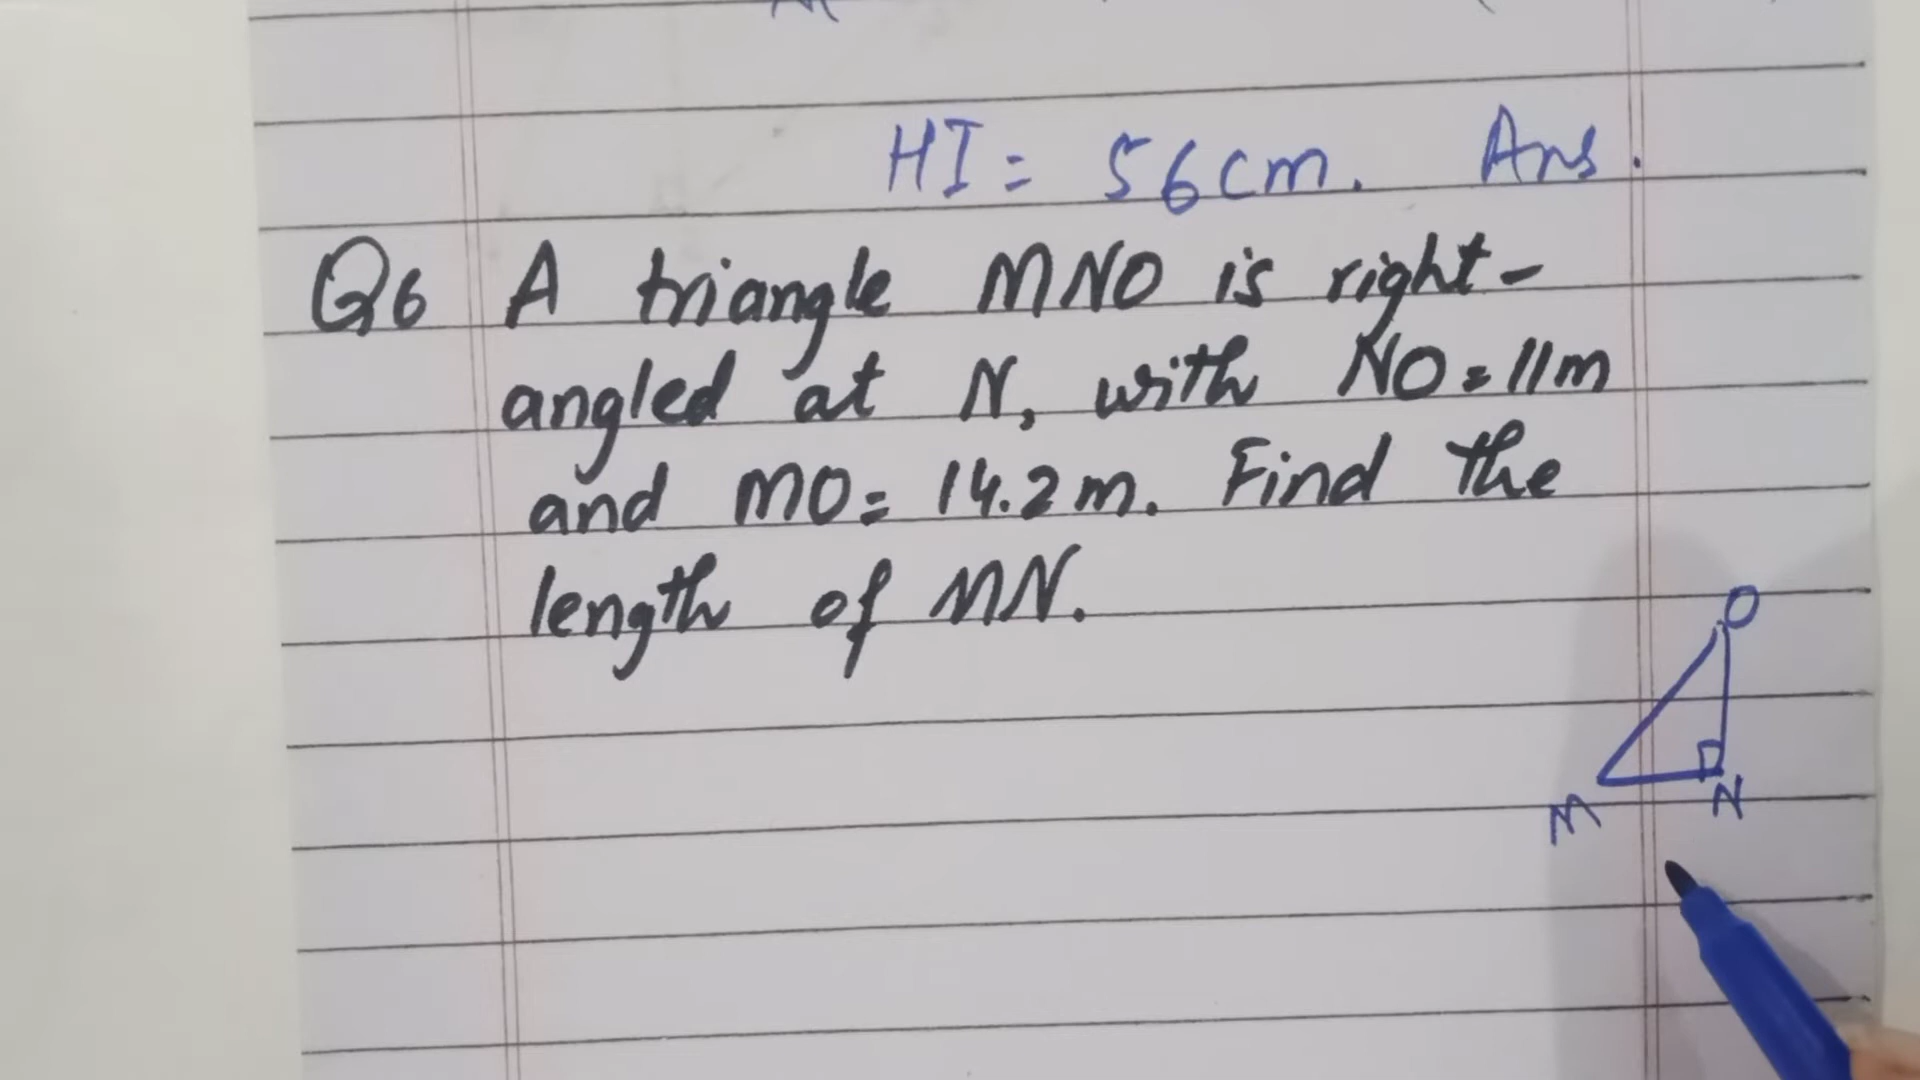 HI = 56cm. Ans.
Q6 A triangle MNO is right-
angled at N, with NO = 11m
and MO = 14.2m. Find the
length of MN.
O
M N